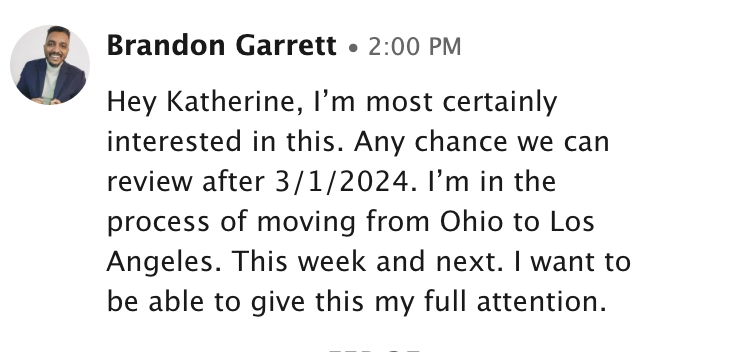 Brandon Garrett • 2:00 PM
Hey Katherine, I’m most certainly
interested in this. Any chance we can
review after 3/1/2024. I’m in the
process of moving from Ohio to Los
Angeles. This week and next. I want to
be able to give this my full attention.